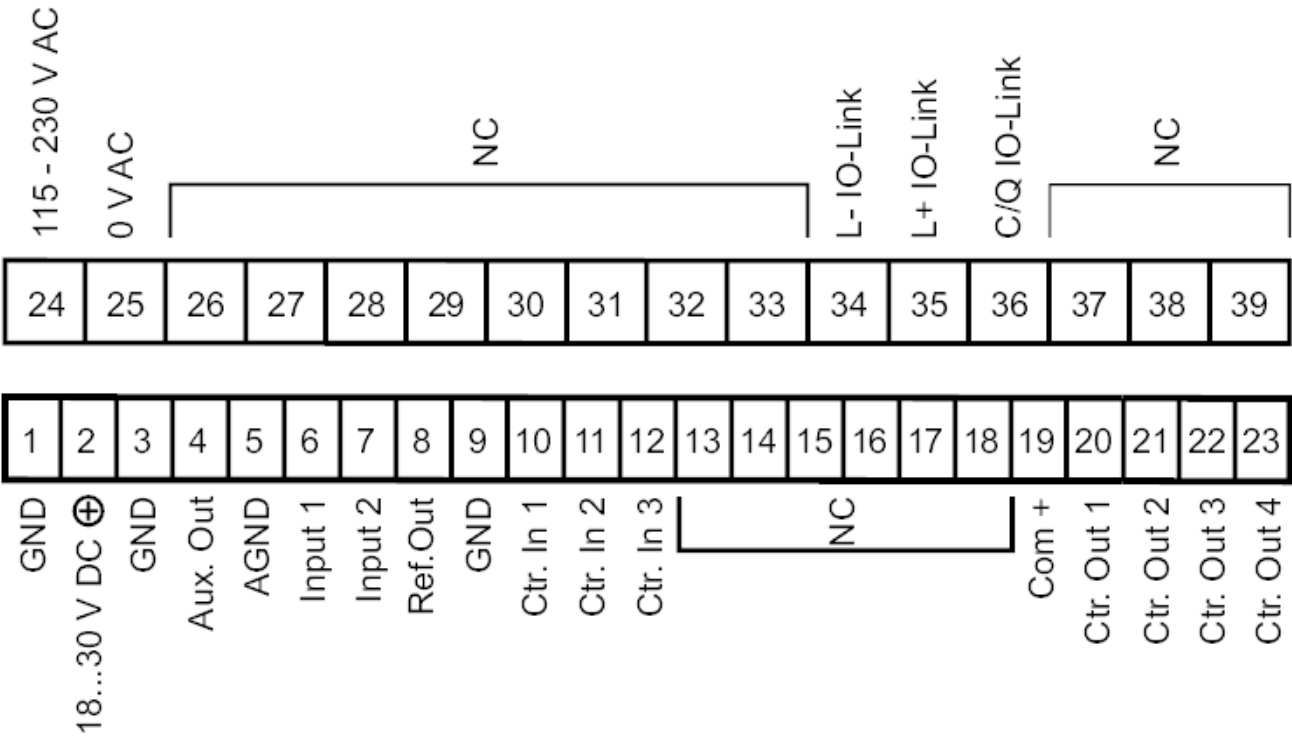 115 - 230 V AC
0 V AC
NC
L- IO-Link
L+ IO-Link
C/Q IO-Link
NC
24 25 26 27 28 29 30 31 32 33 34 35 36 37 38 39
1 2 3 4 5 6 7 8 9 10 11 12 13 14 15 16 17 18 19 20 21 22 23
GND
18...30 V DC ⊕
GND
Aux. Out
AGND
Input 1
Input 2
Ref.Out
GND
Ctr. In 1
Ctr. In 2
Ctr. In 3
NC
Com +
Ctr. Out 1
Ctr. Out 2
Ctr. Out 3
Ctr. Out 4